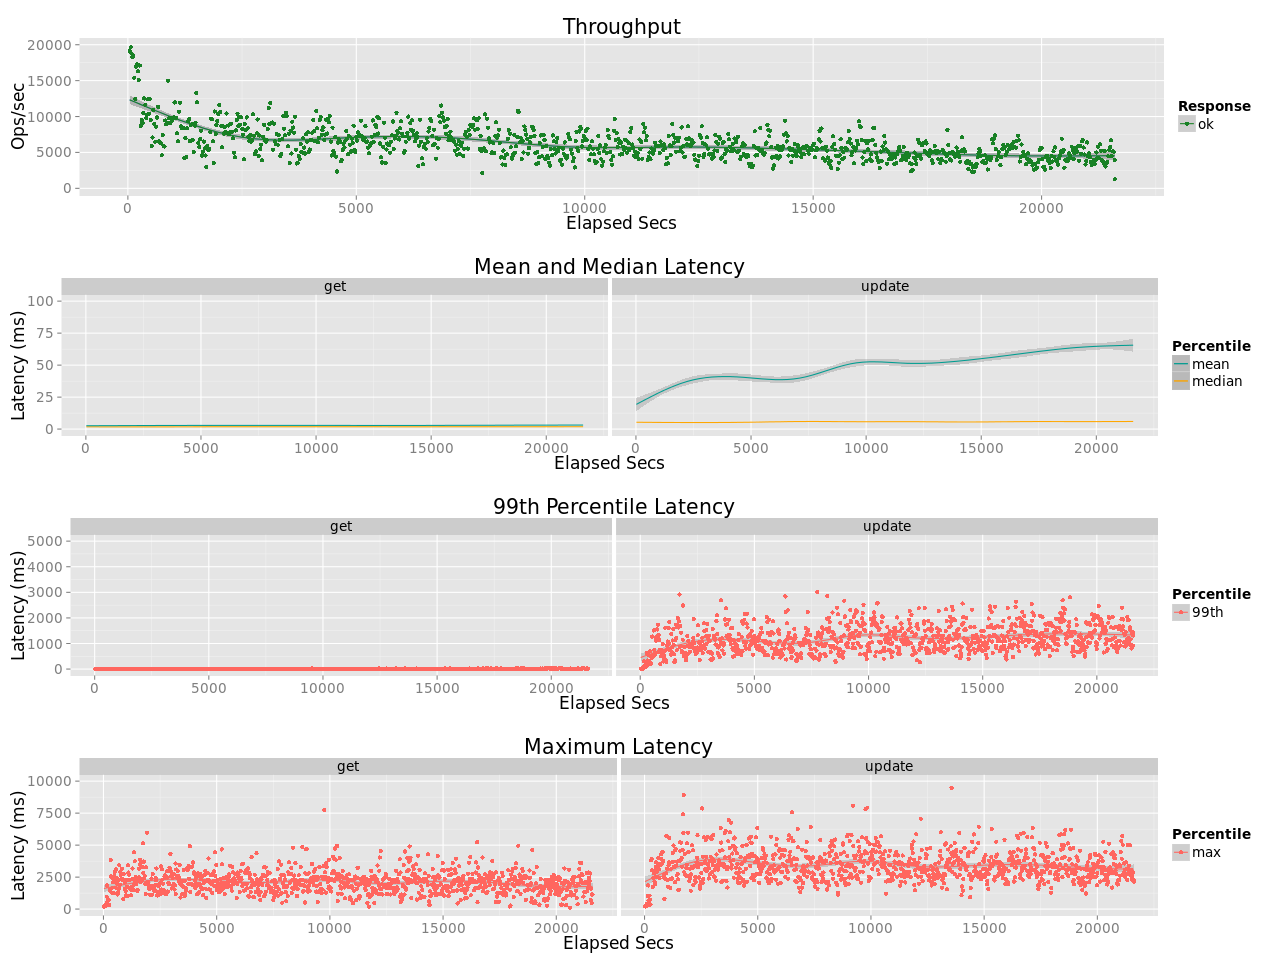 Throughput
Ops/sec
20000
15000
10000
5000
0
0 5000 10000 15000 20000
Elapsed Secs
Response
ok
Mean and Median Latency
get update
Latency (ms)
100
75
50
25
0
0 5000 10000 15000 20000 0 5000 10000 15000 20000
Elapsed Secs
Percentile
mean
median
99th Percentile Latency
get update
Latency (ms)
5000
4000
3000
2000
1000
0
0 5000 10000 15000 20000 0 5000 10000 15000 20000
Elapsed Secs
Percentile
99th
Maximum Latency
get update
Latency (ms)
10000
7500
5000
2500
0
0 5000 10000 15000 20000 0 5000 10000 15000 20000
Elapsed Secs
Percentile
max